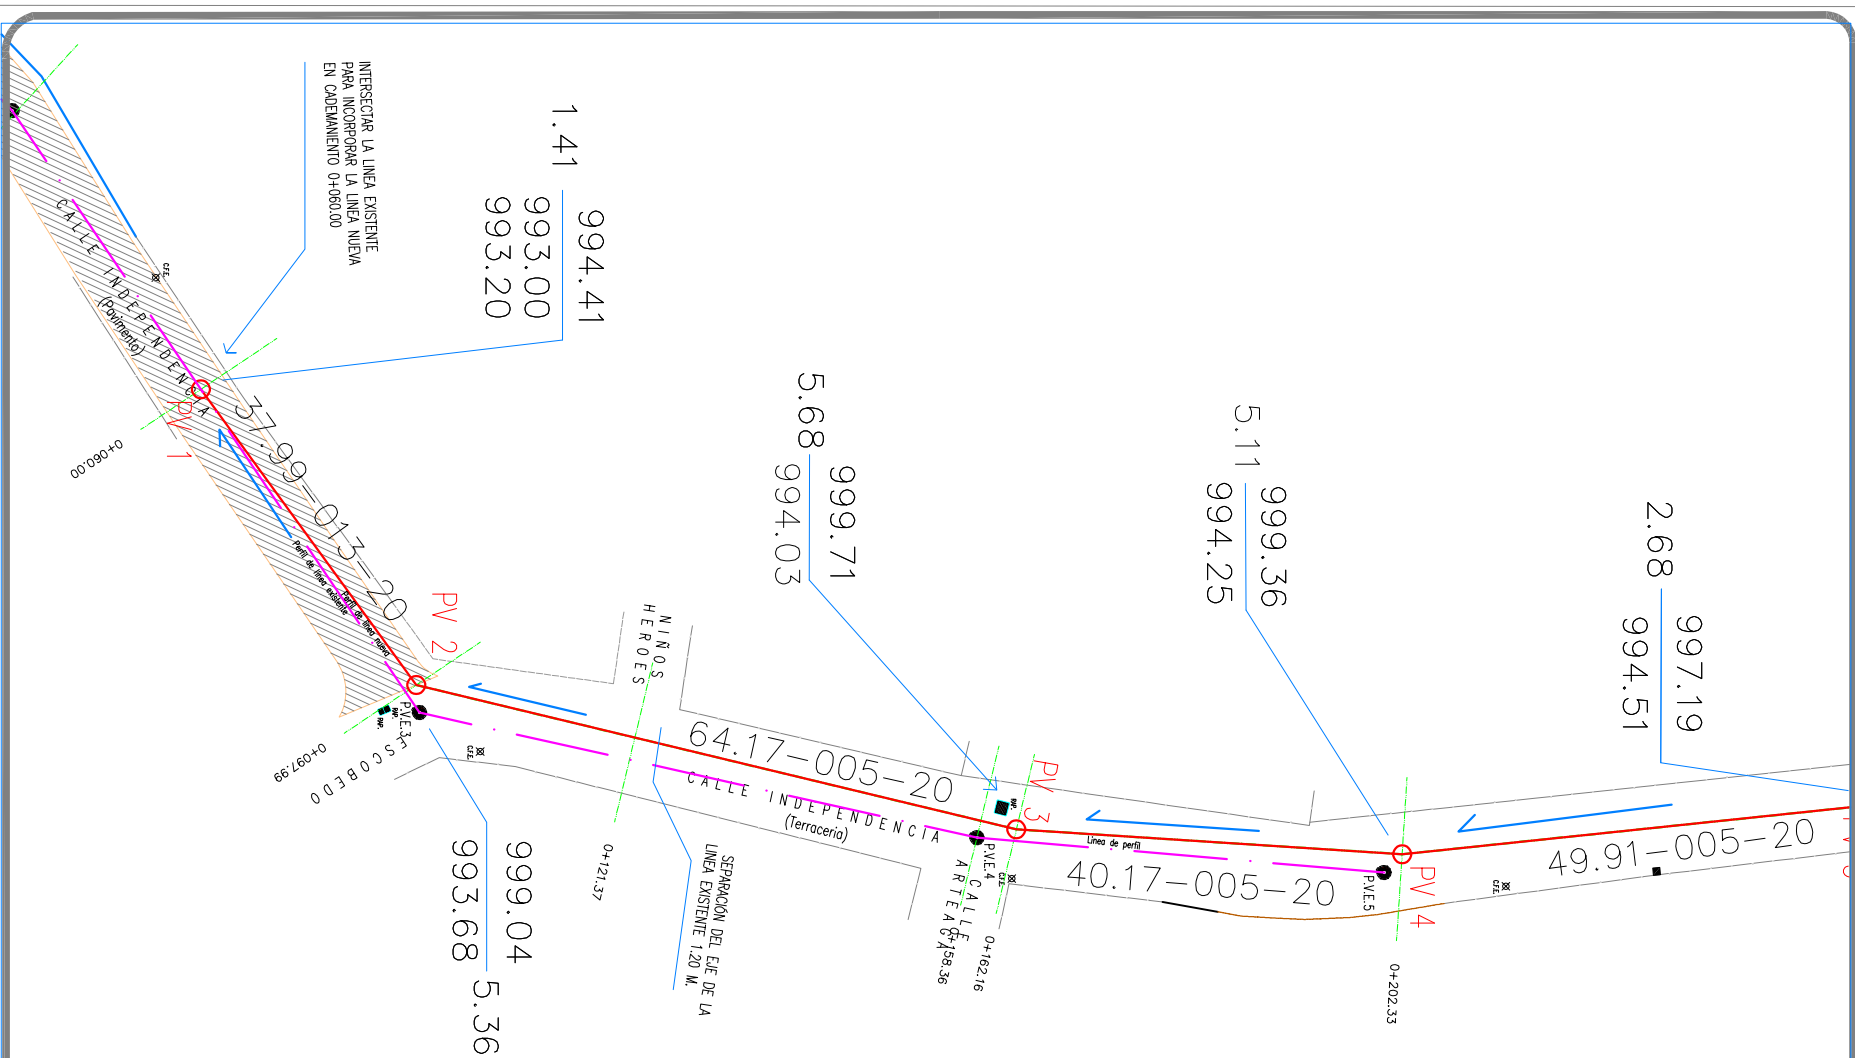 INTERSECTAR LA LINEA EXISTENTE
PARA INCORPORAR LA LINEA NUEVA
EN CADEMANIENTO 0+060.00
1.41
994.41
993.00
993.20
C.F.E.
CALLE INDEPENDENCIA
(Pavimento)
PV 1
0+060.00
37.99-013-20
Perfil de linea existente
Perfil de linea nueva
PV 2
P.V.E.3
RAP.
RAP.
0+097.99
ESCOBEDO
C.F.E.
999.04
993.68
5.36
NIÑOS
HEROES
0+121.37
SEPARACIÓN DEL EJE DE LA
LINEA EXISTENTE 1.20 M.
64.17-005-20
CALLE INDEPENDENCIA
(Terraceria)
5.68
999.71
994.03
PV 3
RAP.
P.V.E.4
C.F.E.
CALLE
ARTEAGA
0+158.36
0+162.16
Linea de perfil
40.17-005-20
5.11
999.36
994.25
P.V.E.5
PV 4
0+202.33
C.F.E.
49.91-005-20
2.68
997.19
994.51